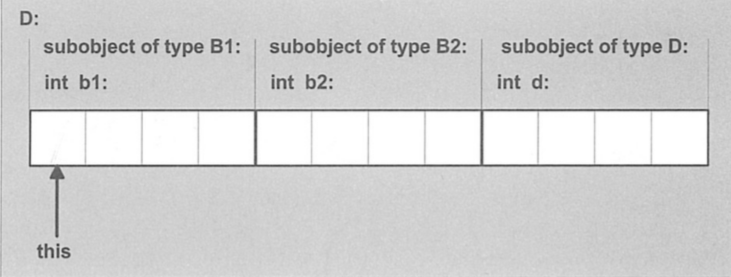 D:
subobject of type B1: subobject of type B2: subobject of type D:
int b1: int b2: int d:
this